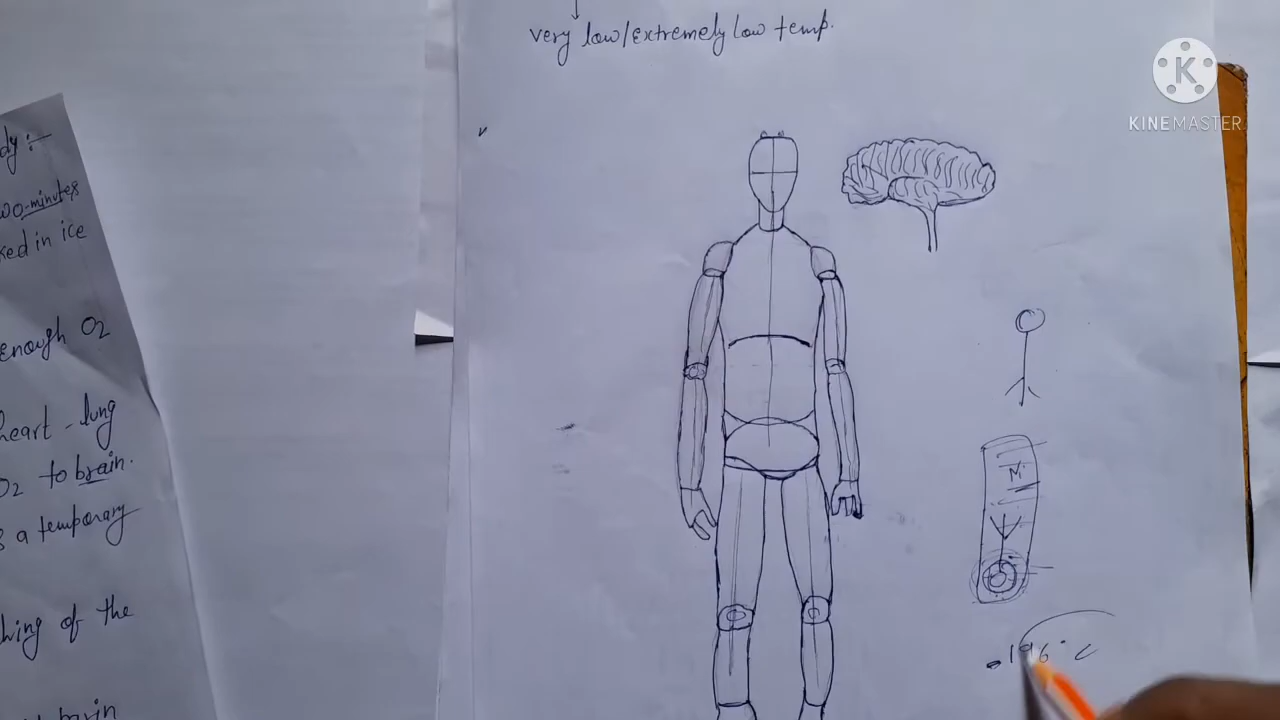 very low/extremely low temp.
dy :-
minutes
ked in ice
enough O2
heart - lung
O2 to brain.
s a temporary
hing of the
brain
N
-196°C
K
KINEMASTER